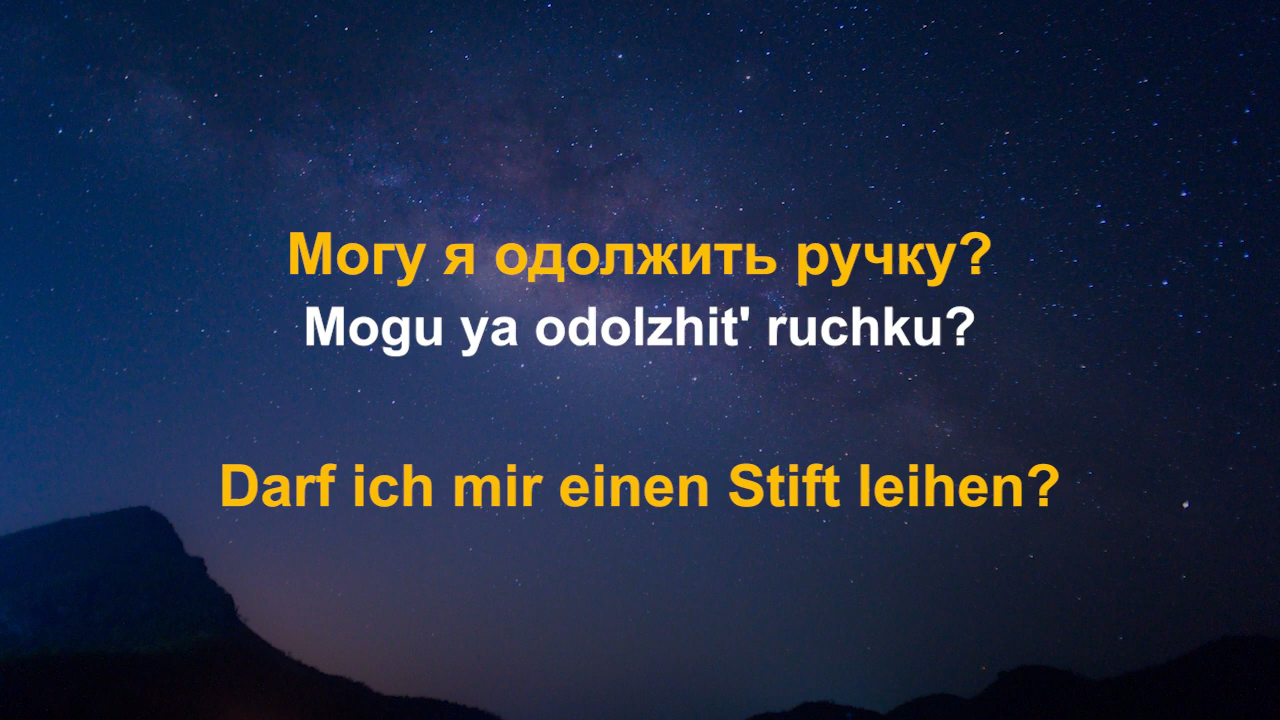 Могу я одолжить ручку?
Mogu ya odolzhit' ruchku?
Darf ich mir einen Stift leihen?